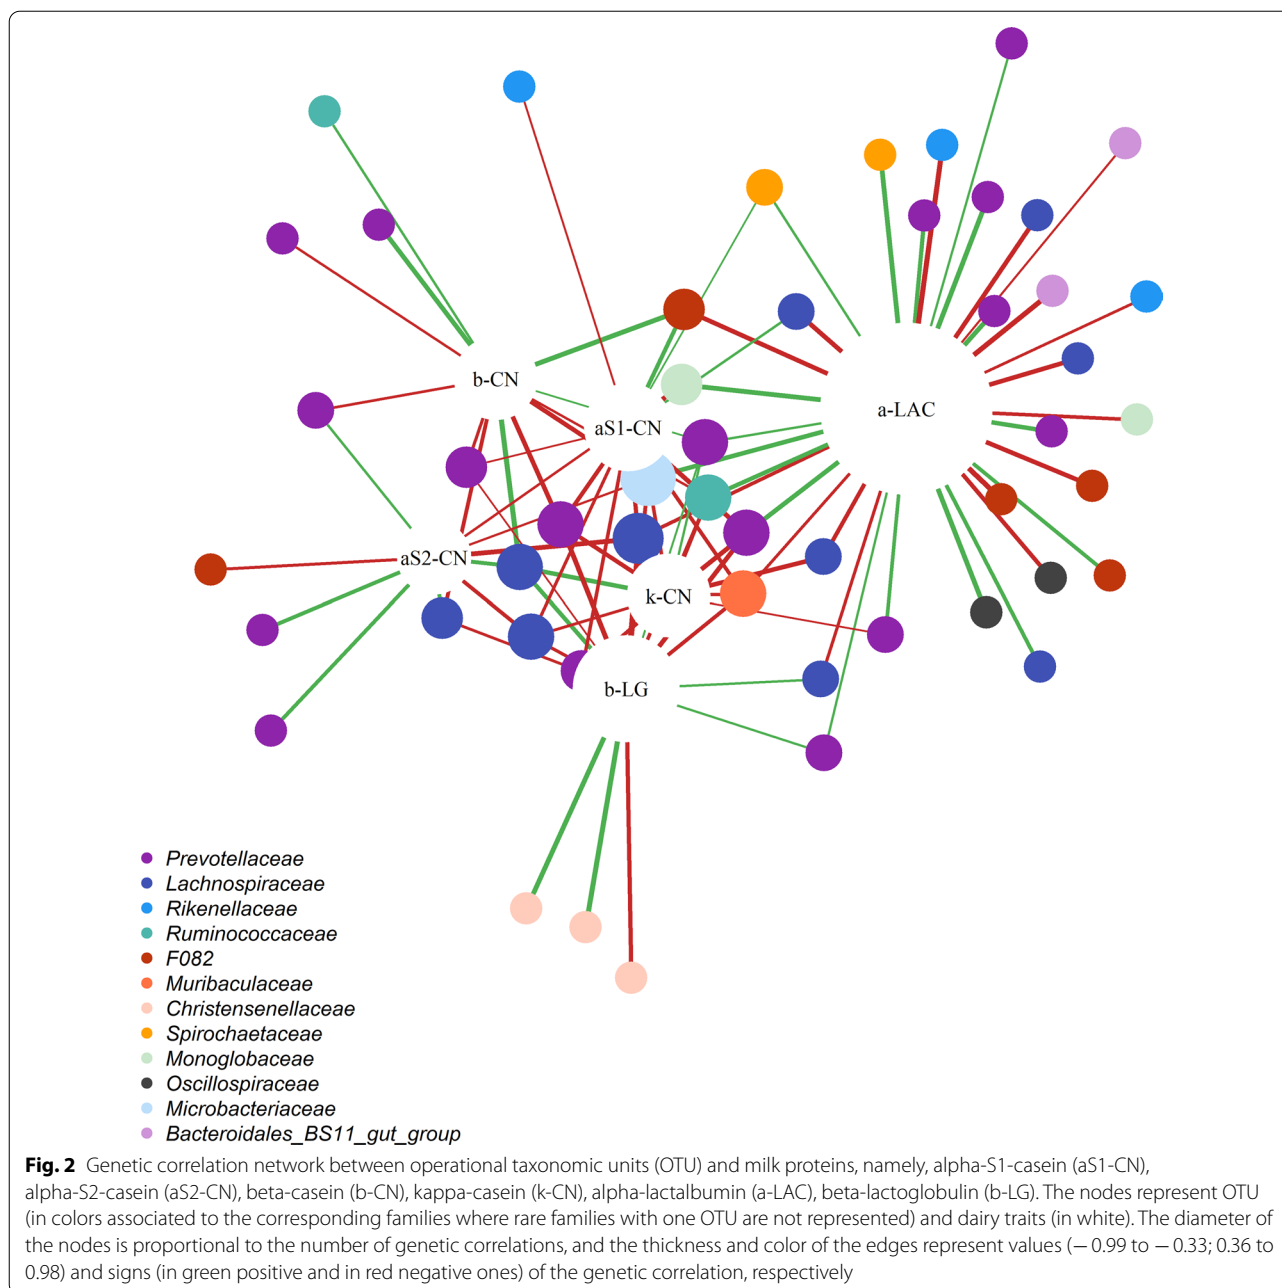 b-CN
aS1-CN
a-LAC
aS2-CN
k-CN
b-LG
Prevotellaceae
Lachnospiraceae
Rikenellaceae
Ruminococcaceae
F082
Muribaculaceae
Christensenellaceae
Spirochaetaceae
Monoglobaceae
Oscillospiraceae
Microbacteriaceae
Bacteroidales_BS11_gut_group
Fig. 2 Genetic correlation network between operational taxonomic units (OTU) and milk proteins, namely, alpha-S1-casein (aS1-CN),
alpha-S2-casein (aS2-CN), beta-casein (b-CN), kappa-casein (k-CN), alpha-lactalbumin (a-LAC), beta-lactoglobulin (b-LG). The nodes represent OTU
(in colors associated to the corresponding families where rare families with one OTU are not represented) and dairy traits (in white). The diameter of
the nodes is proportional to the number of genetic correlations, and the thickness and color of the edges represent values (− 0.99 to − 0.33; 0.36 to
0.98) and signs (in green positive and in red negative ones) of the genetic correlation, respectively